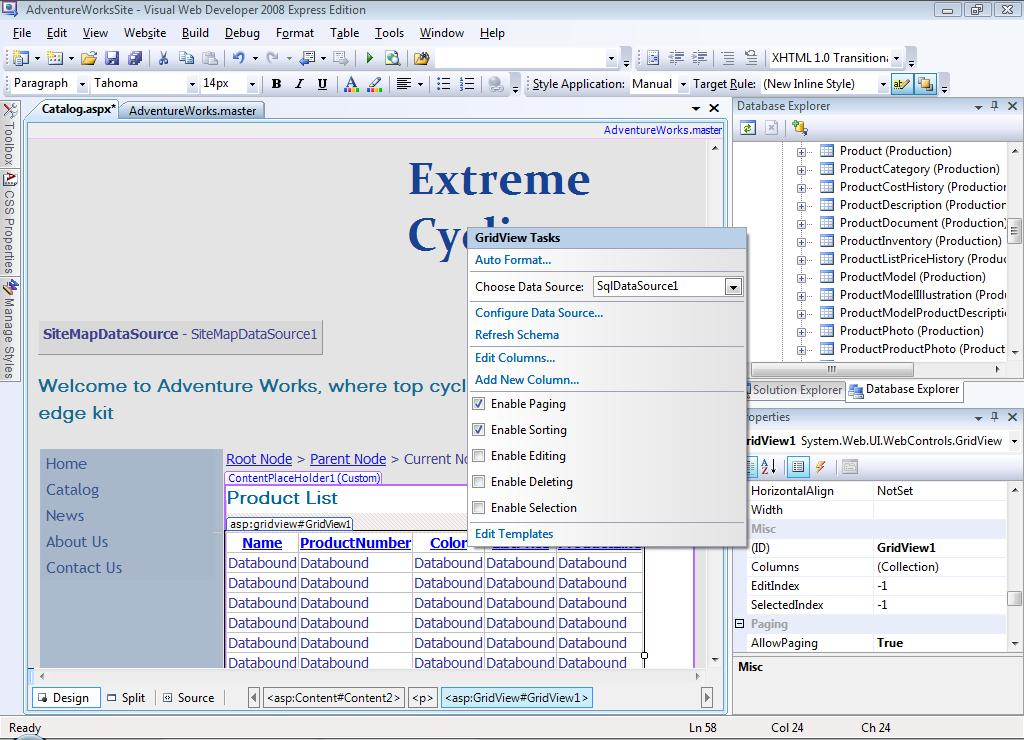 AdventureWorksSite - Visual Web Developer 2008 Express Edition
File Edit View Website Build Debug Format Table Tools Window Help
XHTML 1.0 Transition
Paragraph Tahoma 14px B I U A Style Application: Manual Target Rule: (New Inline Style)
Toolbox
CSS Properties
Manage Styles
Catalog.aspx* AdventureWorks.master
AdventureWorks.master
Extreme
Cycling
SiteMapDataSource - SiteMapDataSource1
Welcome to Adventure Works, where top cycl
edge kit
Home
Catalog
News
About Us
Contact Us
Root Node > Parent Node > Current No
ContentPlaceHolder1 (Custom)
Product List
asp:gridview#GridView1
Name ProductNumber Color
Databound Databound Databound Databound Databound
Databound Databound Databound Databound Databound
Databound Databound Databound Databound Databound
Databound Databound Databound Databound Databound
Databound Databound Databound Databound Databound
Databound Databound Databound Databound Databound
GridView Tasks
Auto Format...
Choose Data Source: SqlDataSource1
Configure Data Source...
Refresh Schema
Edit Columns...
Add New Column...
Enable Paging
Enable Sorting
Enable Editing
Enable Deleting
Enable Selection
Edit Templates
Design Split Source <asp:Content#Content2> <p> <asp:GridView#GridView1>
Database Explorer
Product (Production)
ProductCategory (Production)
ProductCostHistory (Production
ProductDescription (Production
ProductDocument (Production)
ProductInventory (Production)
ProductListPriceHistory (Produc
ProductModel (Production)
ProductModelIllustration (Produ
ProductModelProductDescripti
ProductPhoto (Production)
ProductProductPhoto (Product
Solution Explorer Database Explorer
operties
ridView1 System.Web.UI.WebControls.GridView
HorizontalAlign NotSet
Width
Misc
(ID) GridView1
Columns (Collection)
EditIndex -1
SelectedIndex -1
Paging
AllowPaging True
Misc
Ready Ln 58 Col 24 Ch 24